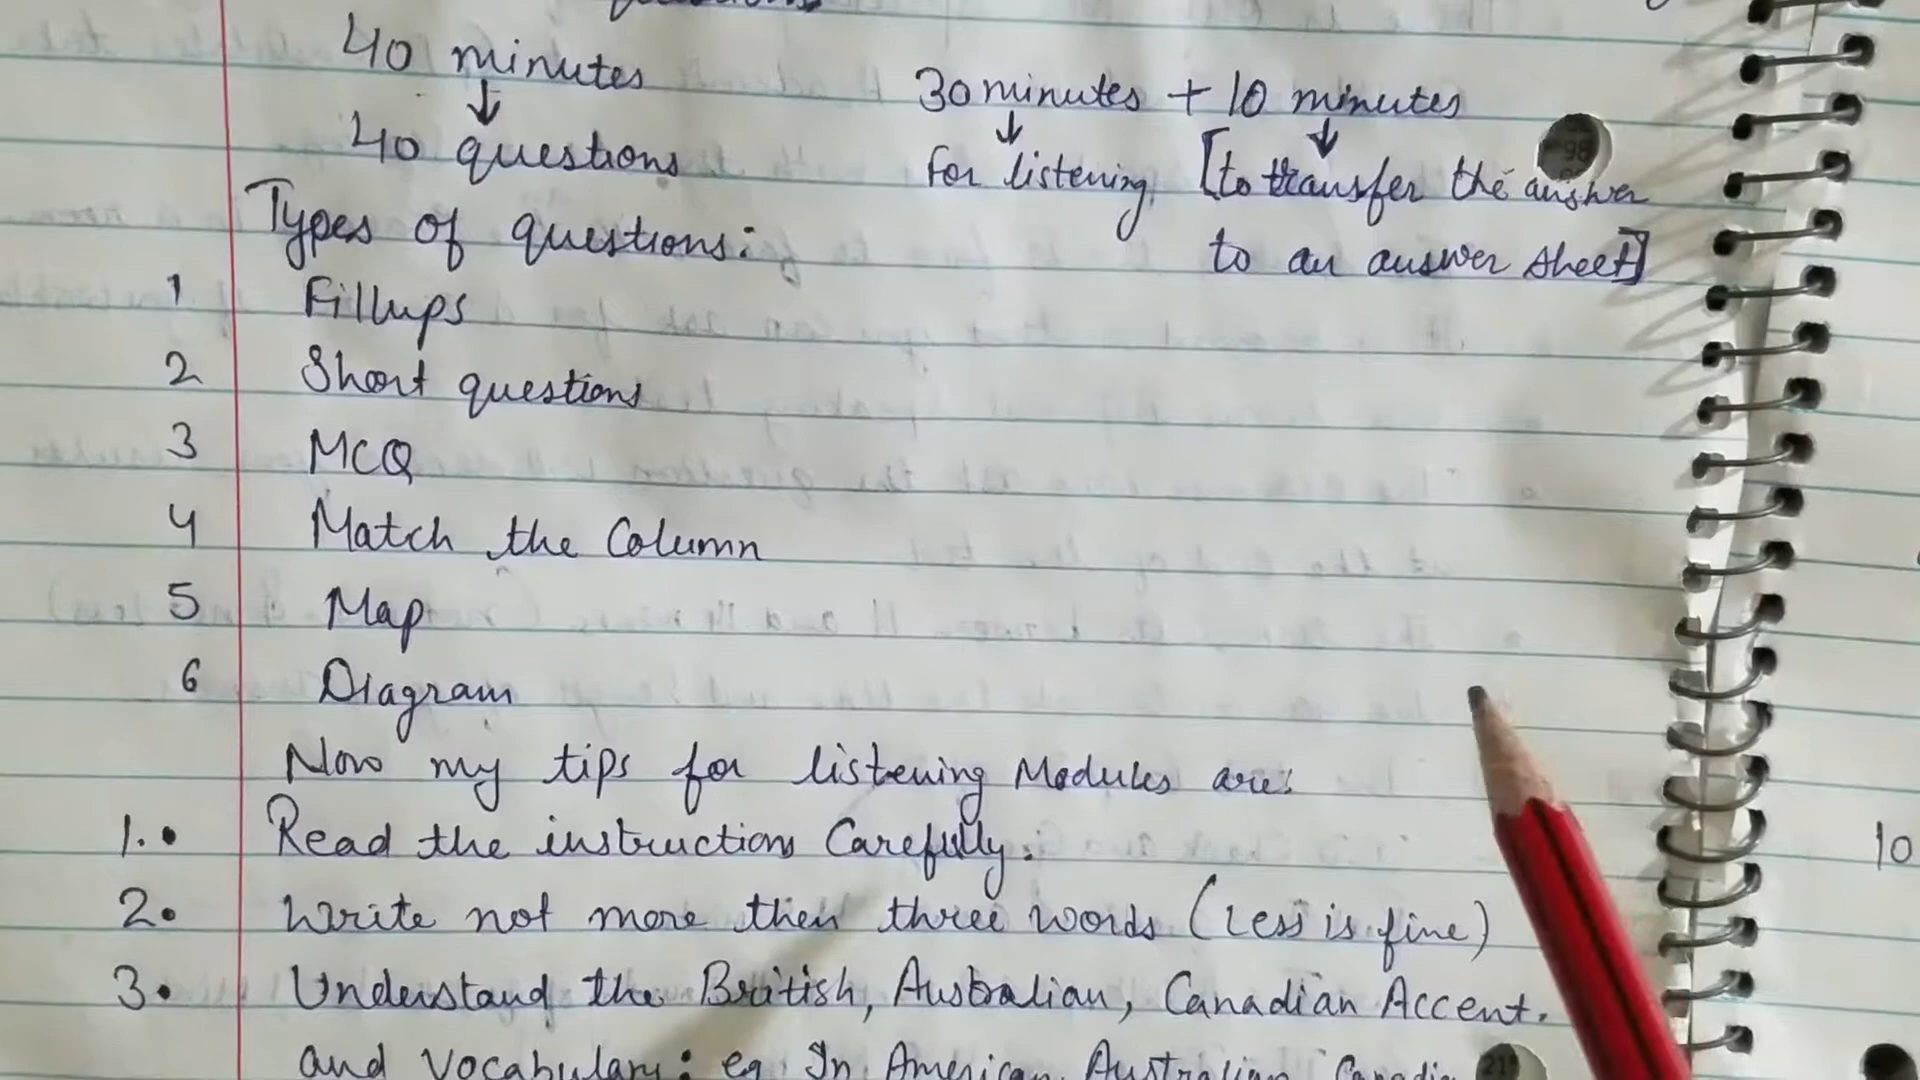 40 minutes
↓
40 questions
30 minutes + 10 minutes
↓ ↓
For listening [to transfer the answer
to an answer sheet]
Types of questions:
1 Fillups
2 Short questions
3 MCQ
4 Match the Column
5 Map
6 Diagram
Now my tips for listening Modules are:
1. • Read the instructions Carefully.
2. Write not more then three words (Less is fine)
3. Understand the British, Australian, Canadian Accent.
and Vocabulary: eg In American Australian
10